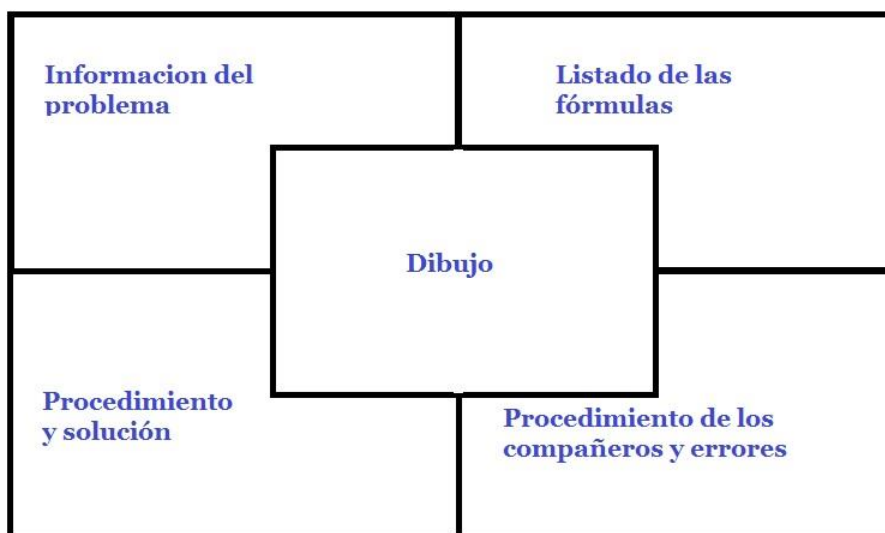 Informacion del
problema
Listado de las
fórmulas
Dibujo
Procedimiento
y solución
Procedimiento de los
compañeros y errores